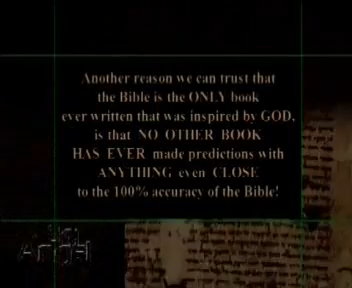 Another reason we can trust that
the Bible is the ONLY book
ever written that was inspired by GOD,
is that NO OTHER BOOK
HAS EVER made predictions with
ANYTHING even CLOSE
to the 100% accuracy of the Bible!